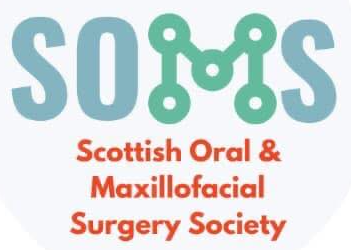 SOMS
Scottish Oral &
Maxillofacial
Surgery Society